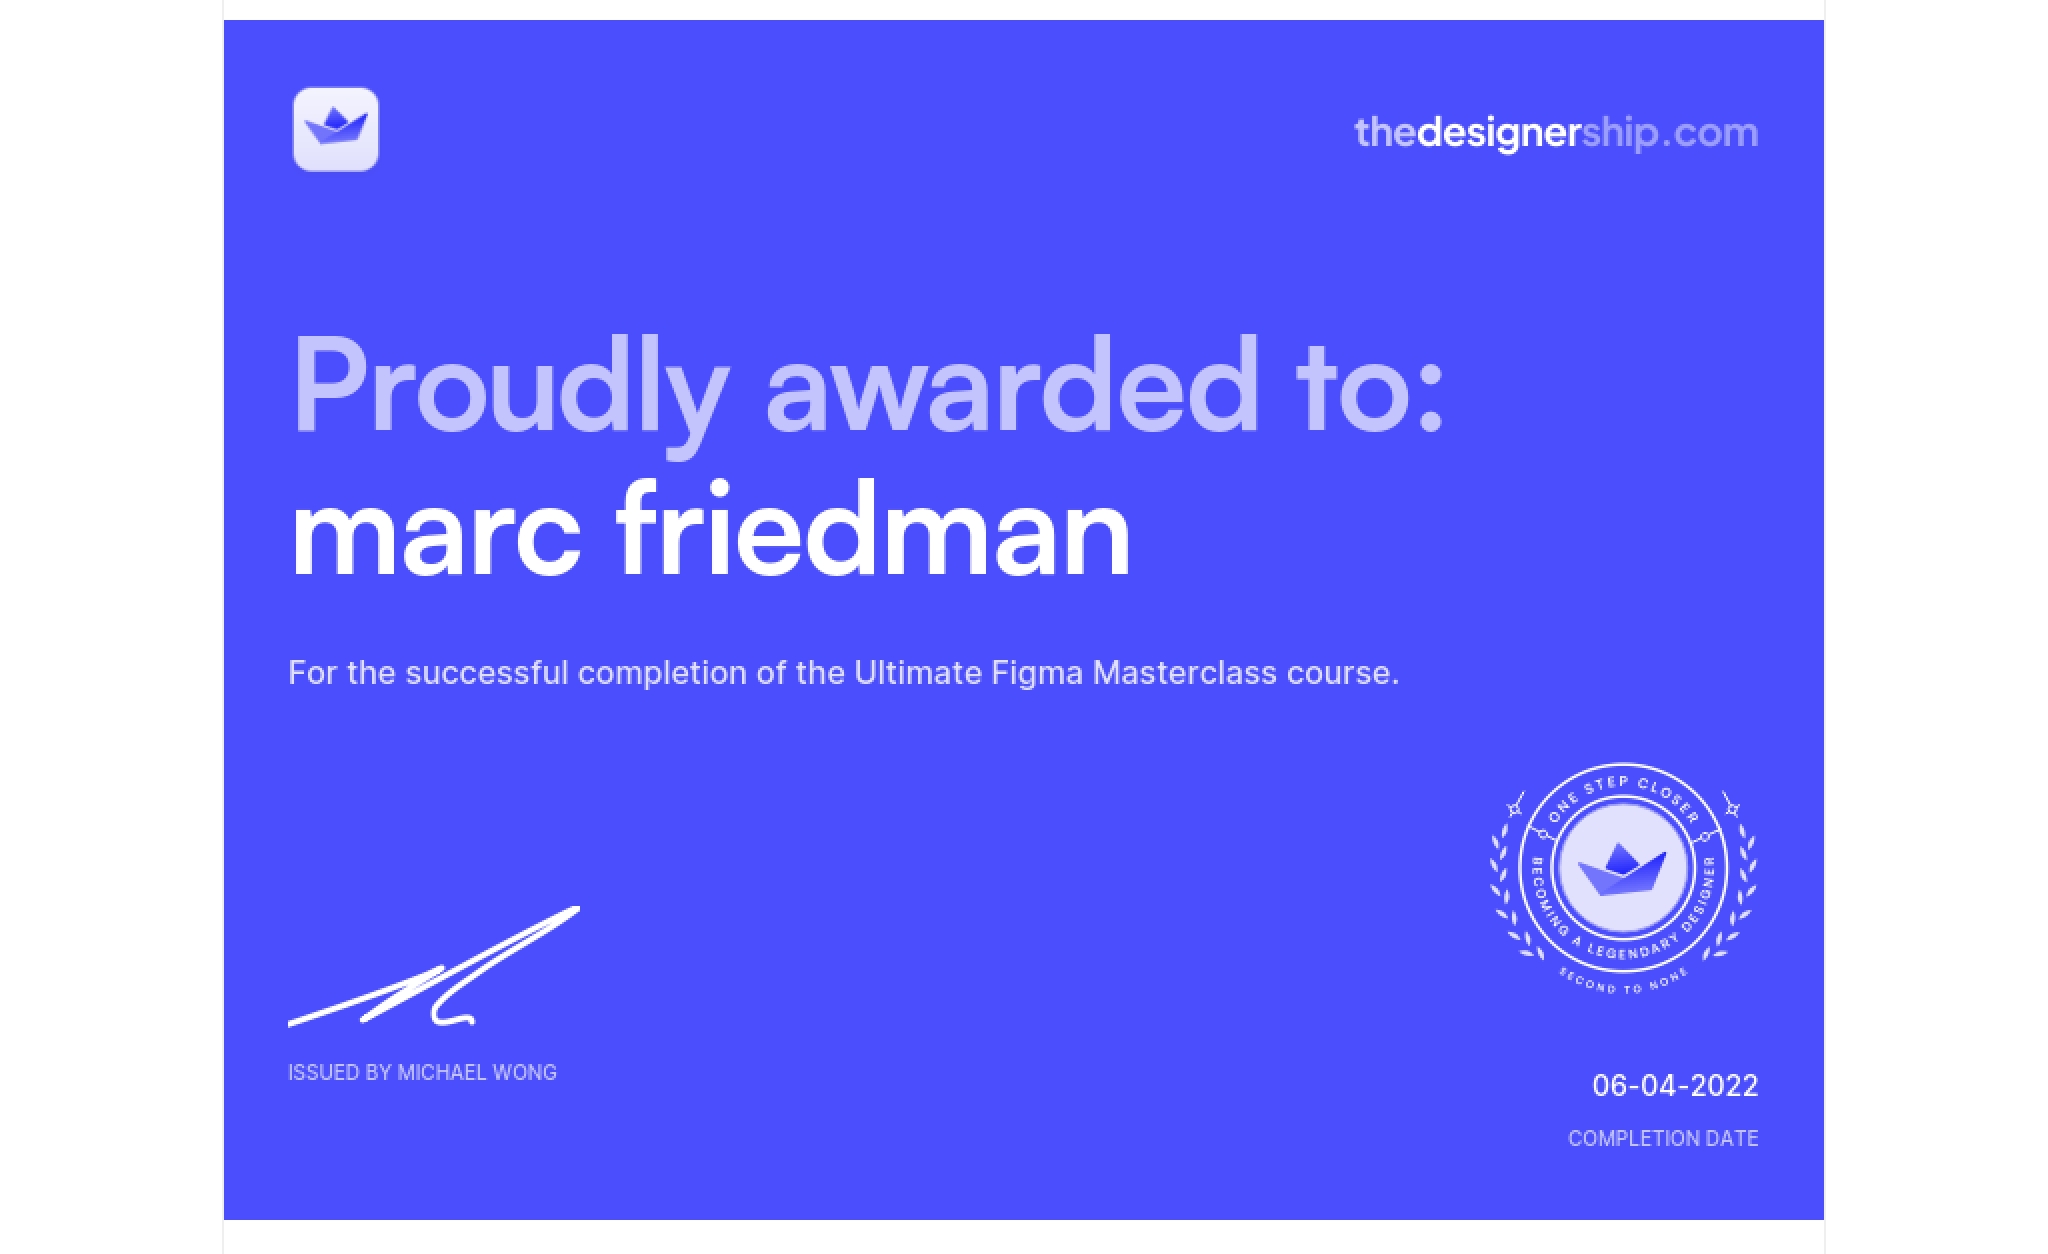 thedesignership.com
Proudly awarded to:
marc friedman
For the successful completion of the Ultimate Figma Masterclass course.
ONE STEP CLOSER
BECOMING A LEGENDARY DESIGNER
SECOND TO NONE
ISSUED BY MICHAEL WONG
06-04-2022
COMPLETION DATE